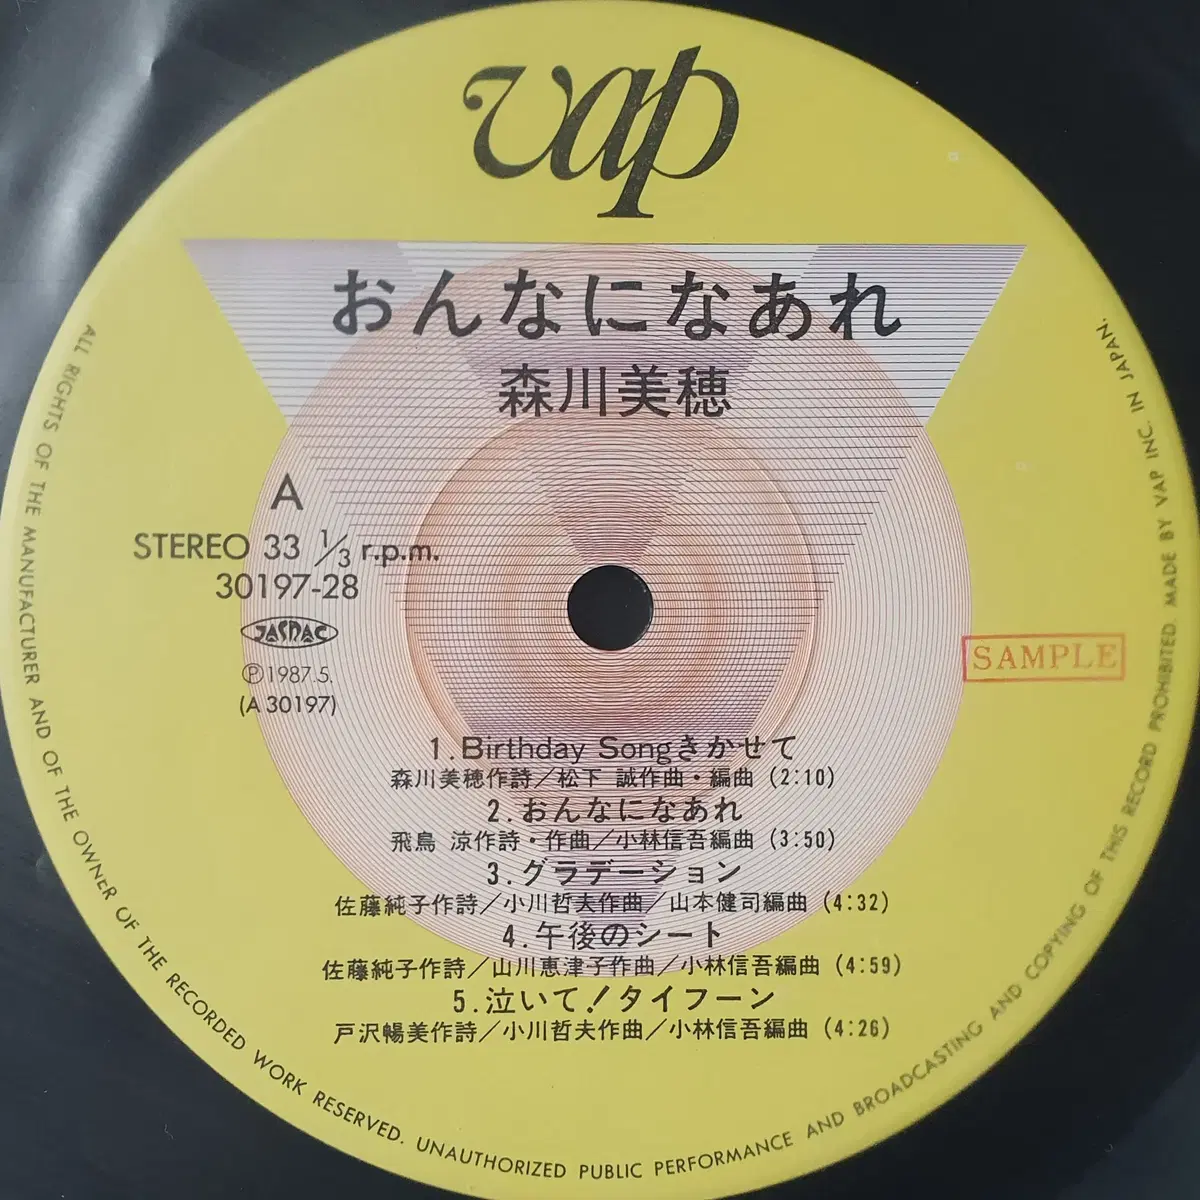 vap
おんなになあれ
森川美穂
A
STEREO 33 1/3 r.p.m.
30197-28
JASRAC
Ⓟ1987.5.
(A 30197)
SAMPLE
1.Birthday Songきかせて
森川美穂作詩／松下 誠作曲・編曲 (2:10)
2.おんなになあれ
飛鳥 涼作詩・作曲／小林信吾編曲 (3:50)
3.グラデーション
佐藤純子作詩／小川哲夫作曲／山本健司編曲 (4:32)
4.午後のシート
佐藤純子作詩／山川恵津子作曲／小林信吾編曲 (4:59)
5.泣いて！タイフーン
戸沢暢美作詩／小川哲夫作曲／小林信吾編曲 (4:26)
ALL RIGHTS OF THE MANUFACTURER AND OF THE OWNER OF THE RECORDED WORK RESERVED. UNAUTHORIZED PUBLIC PERFORMANCE AND BROADCASTING AND COPYING OF THIS RECORD PROHIBITED. MADE BY VAP INC. IN JAPAN.